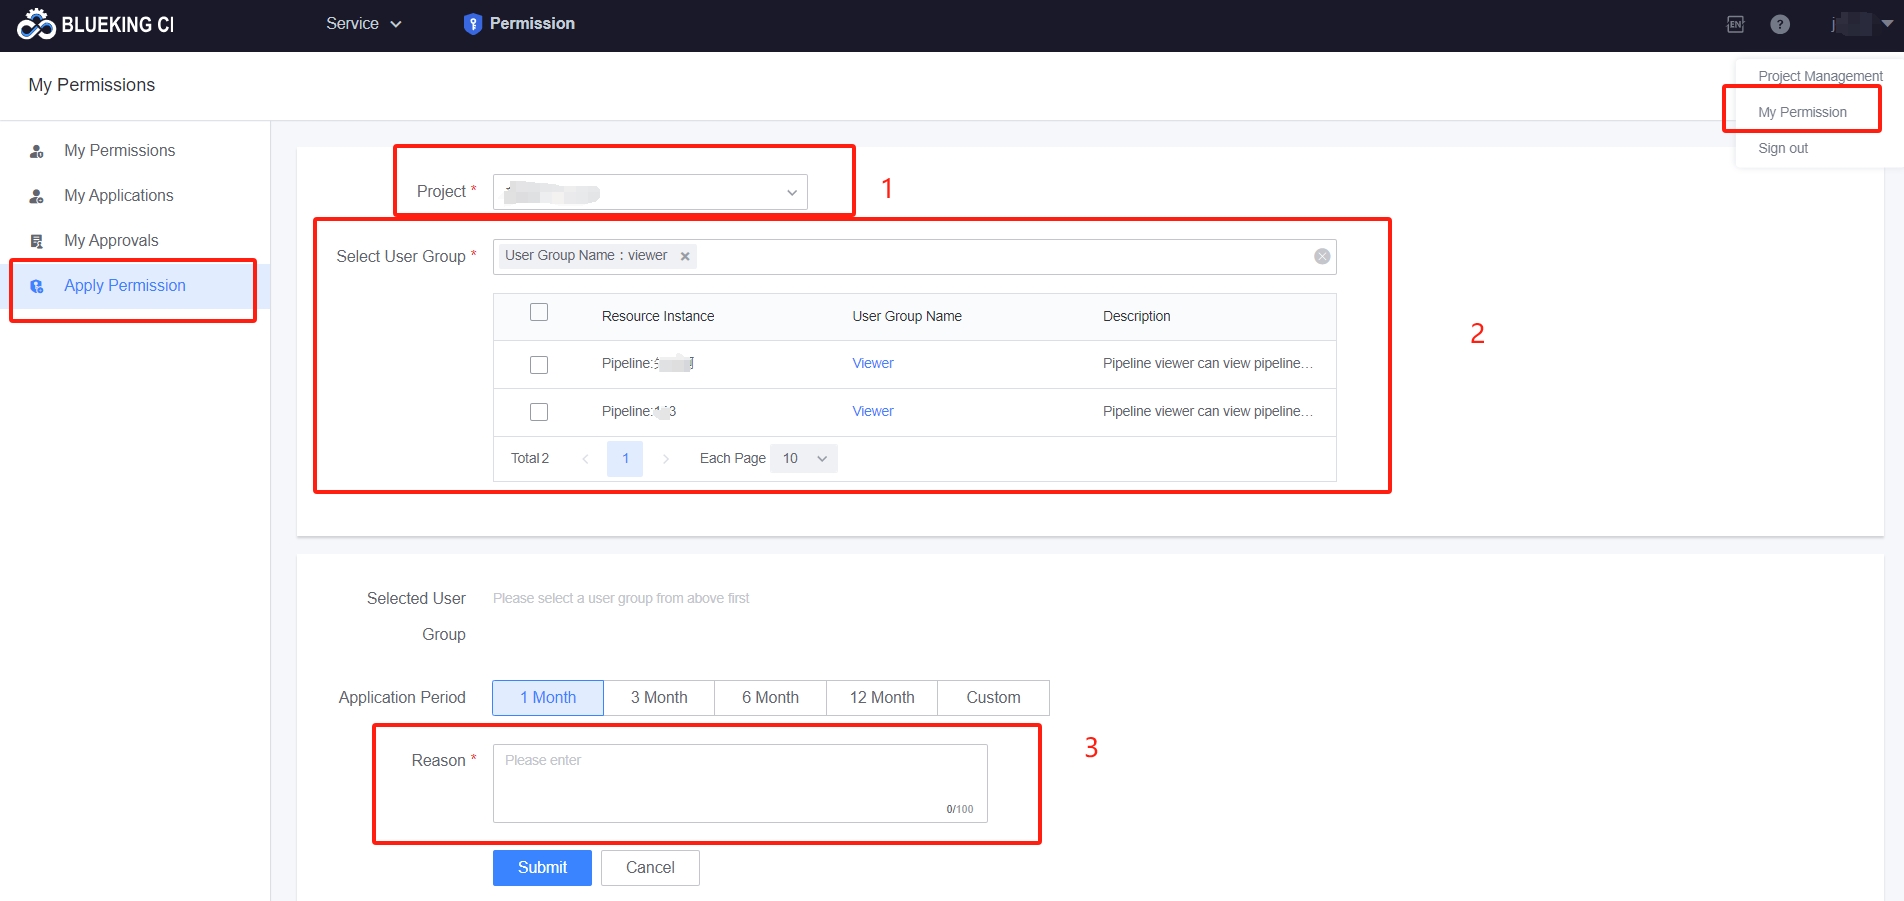 BLUEKING CI
Service
Permission
EN
?
j
My Permissions
Project Management
My Permission
Sign out
My Permissions
My Applications
My Approvals
Apply Permission
Project *
1
Select User Group *
User Group Name：viewer
2
Resource Instance
User Group Name
Description
Pipeline:
Viewer
Pipeline viewer can view pipeline...
Pipeline:
Viewer
Pipeline viewer can view pipeline...
Total 2
1
Each Page
10
Selected User
Group
Please select a user group from above first
Application Period
1 Month
3 Month
6 Month
12 Month
Custom
Reason *
Please enter
0/100
3
Submit
Cancel